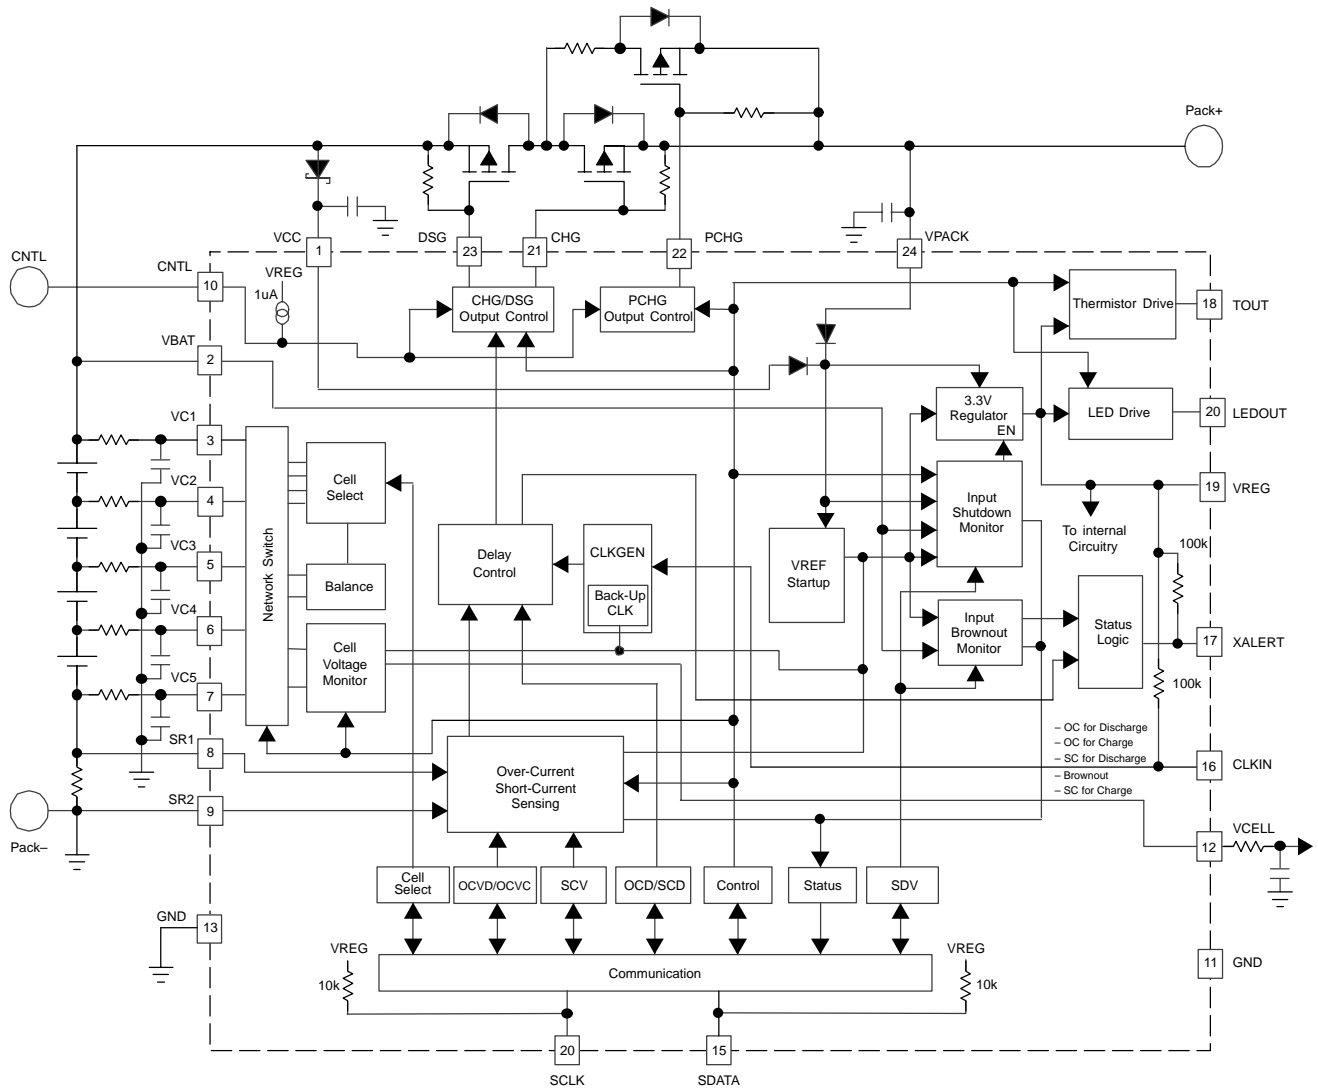 Pack+
VCC
1
DSG
23
CHG
21
PCHG
22
VPACK
24
CNTL
CNTL
10
VREG
1uA
CHG/DSG
Output Control
PCHG
Output Control
Thermistor Drive
18
TOUT
VBAT
2
3.3V
Regulator
EN
LED Drive
20
LEDOUT
VC1
3
Cell
Select
VC2
4
Input
Shutdown
Monitor
19
VREG
To internal
Circuitry
100k
VC3
5
Network Switch
Delay
Control
CLKGEN
Back-Up
CLK
VREF
Startup
Balance
VC4
6
Cell
Voltage
Monitor
Input
Brownout
Monitor
Status
Logic
17
XALERT
VC5
7
100k
SR1
8
– OC for Discharge
– OC for Charge
– SC for Discharge
– Brownout
– SC for Charge
16
CLKIN
Over-Current
Short-Current
Sensing
SR2
9
Pack–
VCELL
12
Cell
Select
OCVD/OCVC
SCV
OCD/SCD
Control
Status
SDV
GND
13
VREG
10k
Communication
VREG
10k
11
GND
20
SCLK
15
SDATA